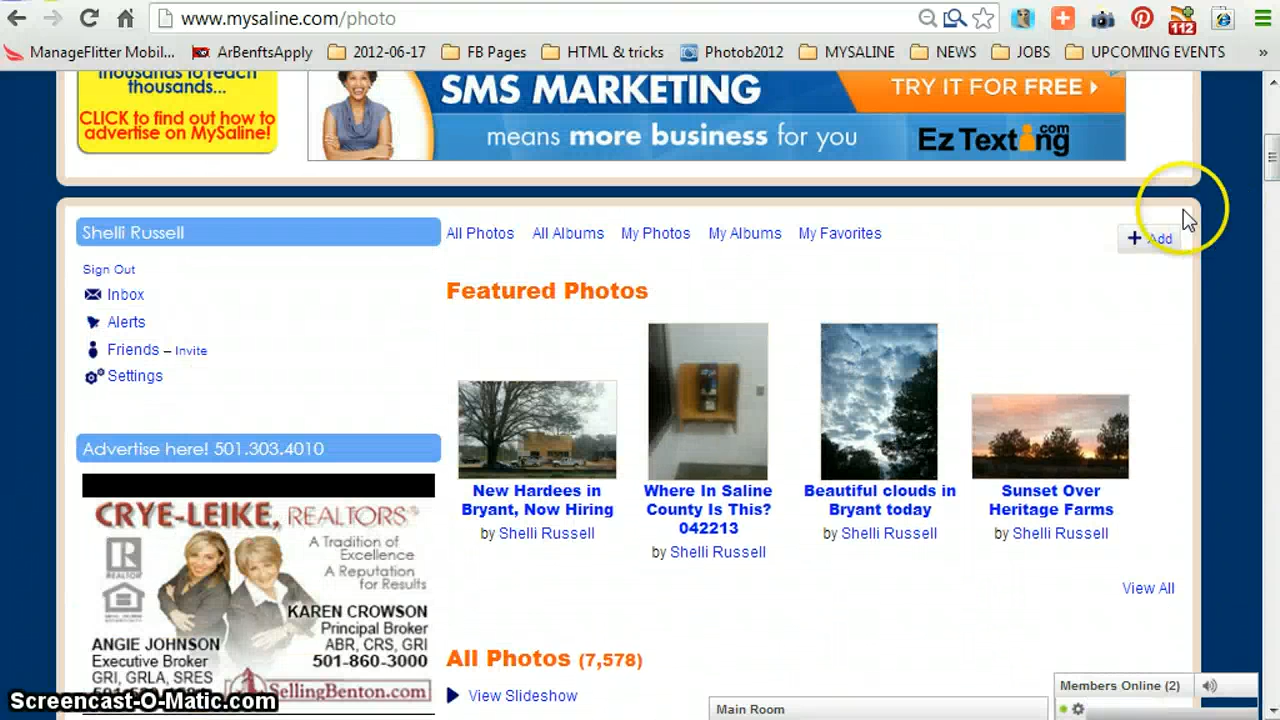 www.mysaline.com/photo
112
ManageFlitter Mobil...
ArBenftsApply
2012-06-17
FB Pages
HTML & tricks
Photob2012
MYSALINE
NEWS
JOBS
UPCOMING EVENTS
»
thousands to reach
thousands...
CLICK to find out how to
advertise on MySaline!
SMS MARKETING
means more business for you
TRY IT FOR FREE
Ez Texting.com
Shelli Russell
All Photos
All Albums
My Photos
My Albums
My Favorites
+ Add
Sign Out
Inbox
Alerts
Friends – Invite
Settings
Featured Photos
New Hardees in
Bryant, Now Hiring
by Shelli Russell
Where In Saline
County Is This?
042213
by Shelli Russell
Beautiful clouds in
Bryant today
by Shelli Russell
Sunset Over
Heritage Farms
by Shelli Russell
View All
Advertise here! 501.303.4010
CRYE-LEIKE, REALTORS®
A Tradition of
Excellence
A Reputation
for Results
KAREN CROWSON
Principal Broker
ABR, CRS, GRI
501-860-3000
ANGIE JOHNSON
Executive Broker
GRI, GRLA, SRES
SellingBenton.com
All Photos (7,578)
View Slideshow
Members Online (2)
Main Room
Screencast-O-Matic.com